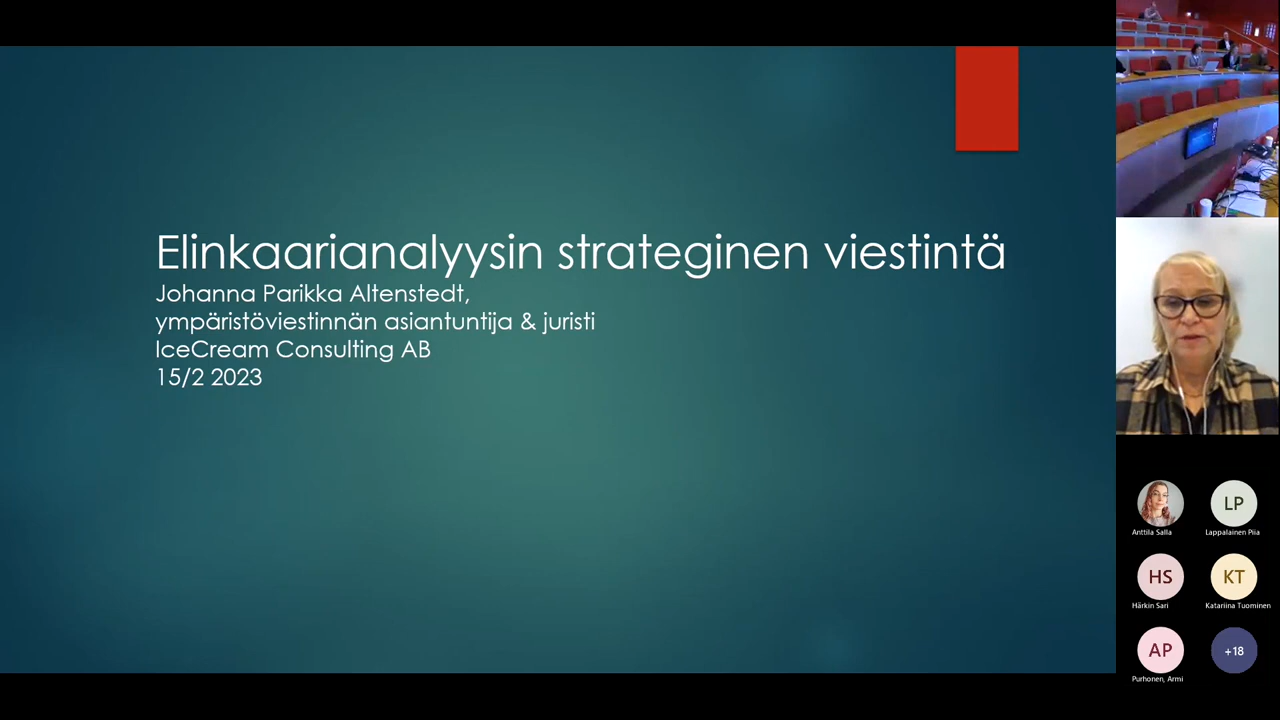 Elinkaarianalyysin strateginen viestintä
Johanna Parikka Altenstedt,
ympäristöviestinnän asiantuntija & juristi
IceCream Consulting AB
15/2 2023
Anttila Salla
LP
Lappalainen Piia
HS
Härkin Sari
KT
Katariina Tuominen
AP
Purhonen, Armi
+18